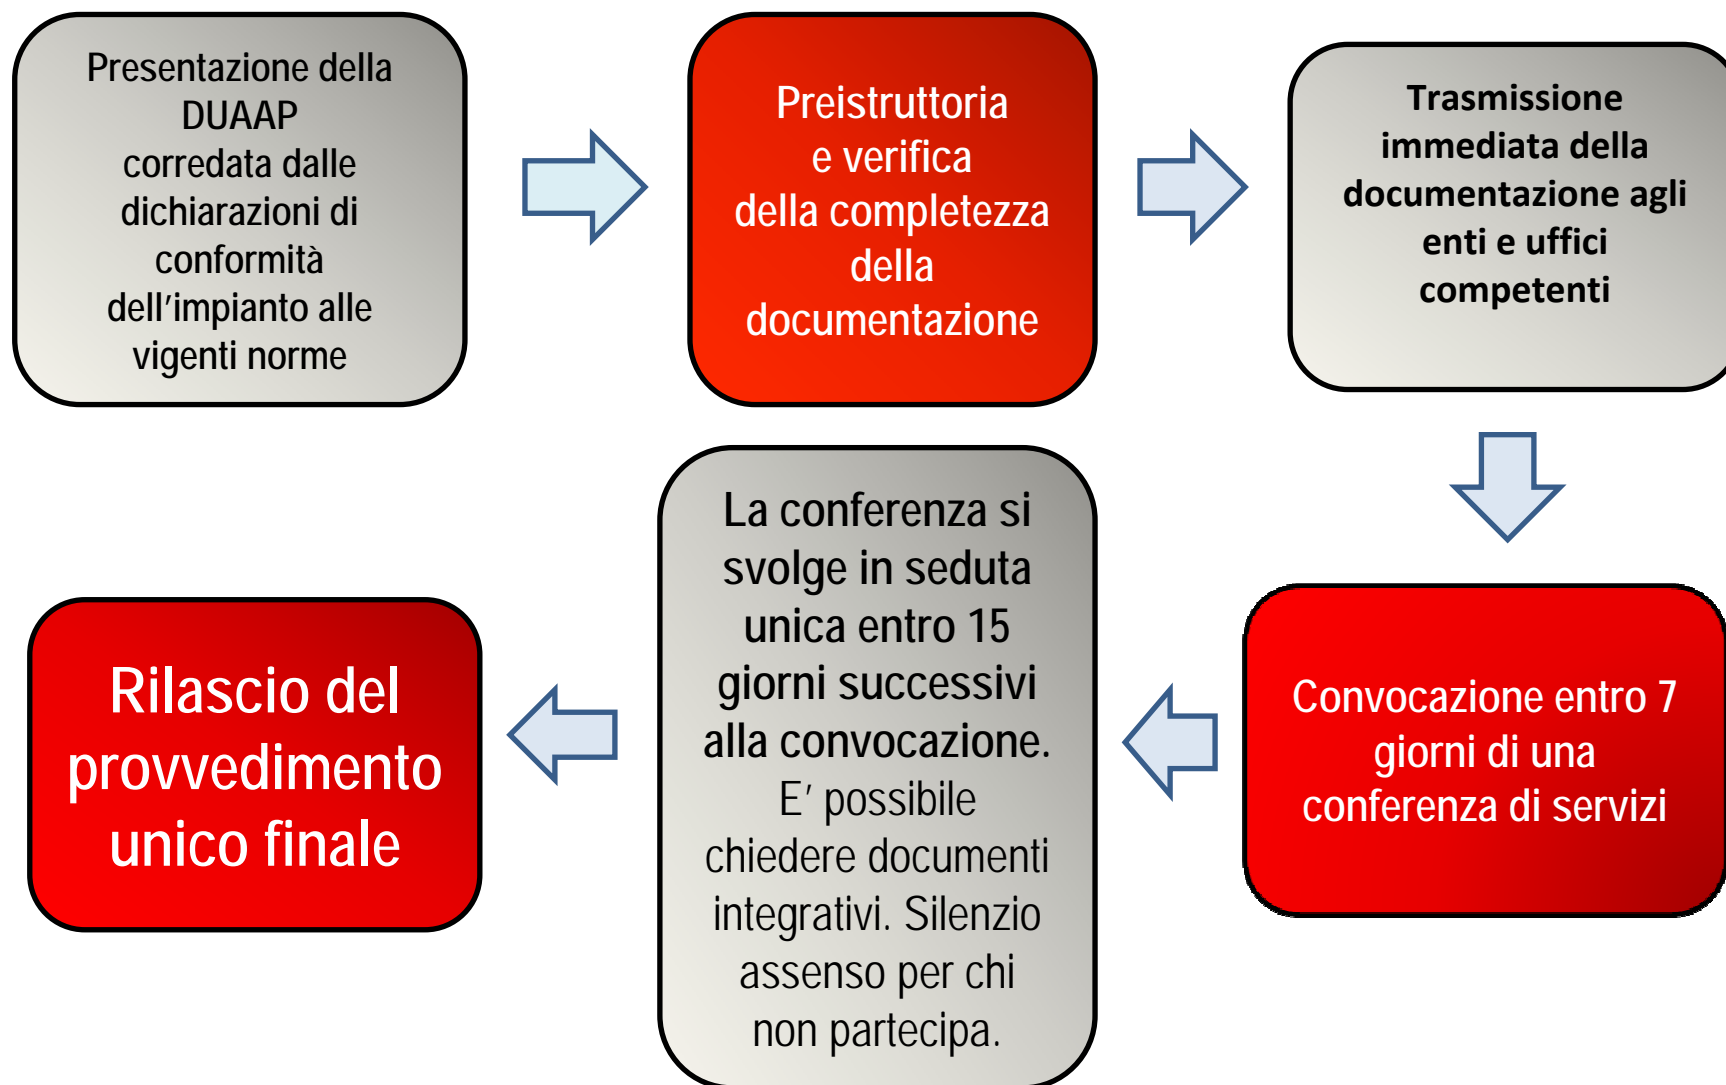 Presentazione della
DUAAP
corredata dalle
dichiarazioni di
conformità
dell'impianto alle
vigenti norme
Preistruttoria
e verifica
della completezza
della
documentazione
Trasmissione
immediata della
documentazione agli
enti e uffici
competenti
Convocazione entro 7
giorni di una
conferenza di servizi
La conferenza si
svolge in seduta
unica entro 15
giorni successivi
alla convocazione.
E' possibile
chiedere documenti
integrativi. Silenzio
assenso per chi
non partecipa.
Rilascio del
provvedimento
unico finale